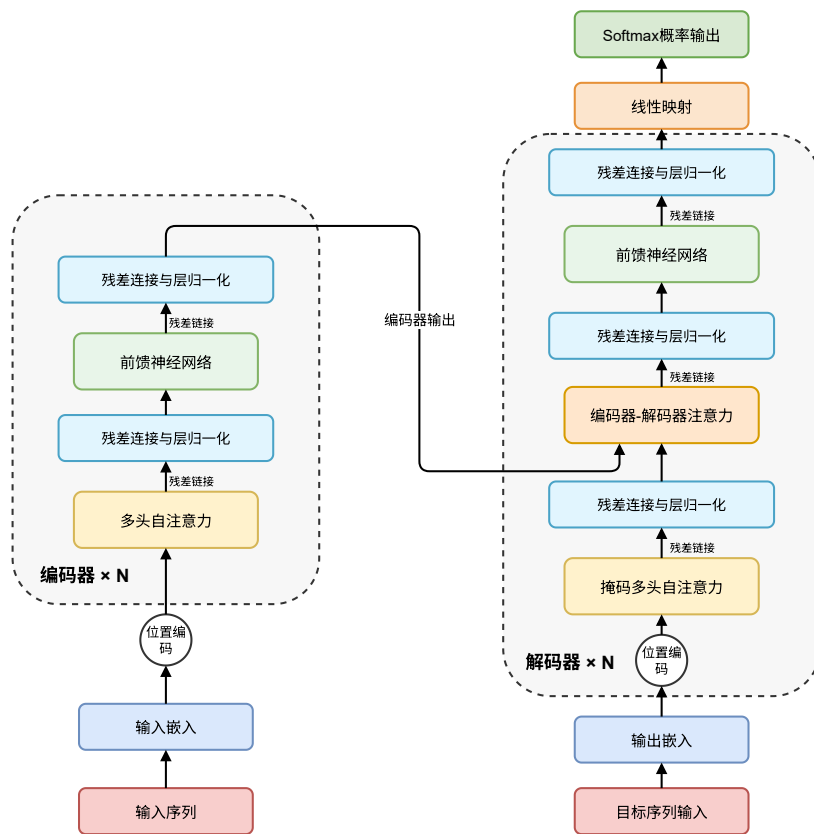 Softmax概率输出
线性映射
残差连接与层归一化
残差链接
前馈神经网络
残差连接与层归一化
残差链接
编码器-解码器注意力
残差连接与层归一化
残差链接
掩码多头自注意力
位置编
码
解码器 × N
输出嵌入
目标序列输入
编码器输出
残差连接与层归一化
残差链接
前馈神经网络
残差连接与层归一化
残差链接
多头自注意力
编码器 × N
位置编
码
输入嵌入
输入序列